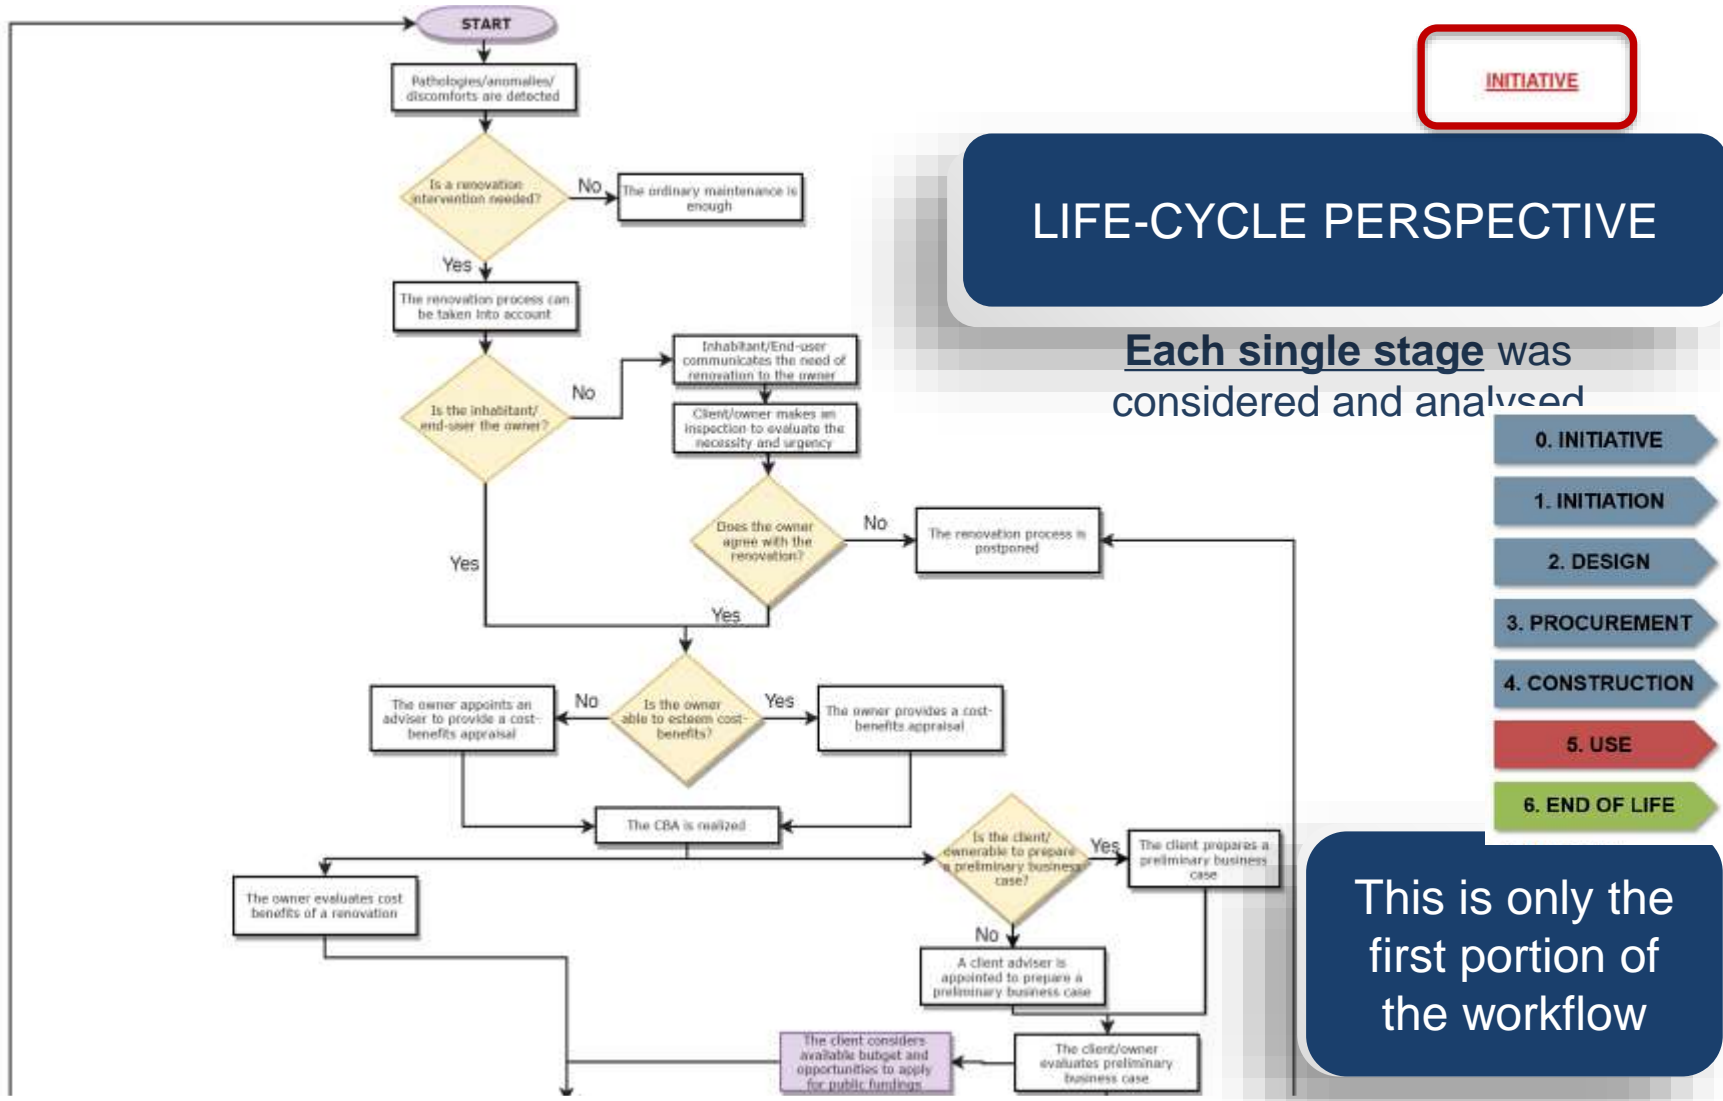 START
INITIATIVE
Pathologies/anomalies/
discomforts are detected
Is a renovation
intervention needed?
No
The ordinary maintenance is
enough
LIFE-CYCLE PERSPECTIVE
Yes
The renovation process can
be taken into account
Each single stage was
considered and analysed
Inhabitant/End-user
communicates the need of
renovation to the owner
No
Is the inhabitant/
end-user the owner?
Client/owner makes an
inspection to evaluate the
necessity and urgency
0. INITIATIVE
1. INITIATION
2. DESIGN
3. PROCUREMENT
4. CONSTRUCTION
5. USE
6. END OF LIFE
Does the owner
agree with the
renovation?
No
The renovation process is
postponed
Yes
Yes
The owner appoints an
adviser to provide a cost-
benefits appraisal
No
Is the owner
able to esteem cost-
benefits?
Yes
The owner provides a cost-
benefits appraisal
The CBA is realized
Is the client/
ownerable to prepare
a preliminary business
case?
Yes
The client prepares a
preliminary business
case
The owner evaluates cost
benefits of a renovation
No
A client adviser is
appointed to prepare a
preliminary business case
This is only the
first portion of
the workflow
The client considers
available budget and
opportunities to apply
for public fundings
The client/owner
evaluates preliminary
business case